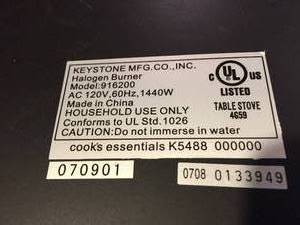 KEYSTONE MFG.CO.,INC.
Halogen Burner
Model:916200
AC 120V,60Hz,1440W
Made in China
HOUSEHOLD USE ONLY
Conforms to UL Std.1026
CAUTION:Do not immerse in water
C UL US
LISTED
TABLE STOVE
4G59
cook's essentials K5488 000000
070901
0708 0133949